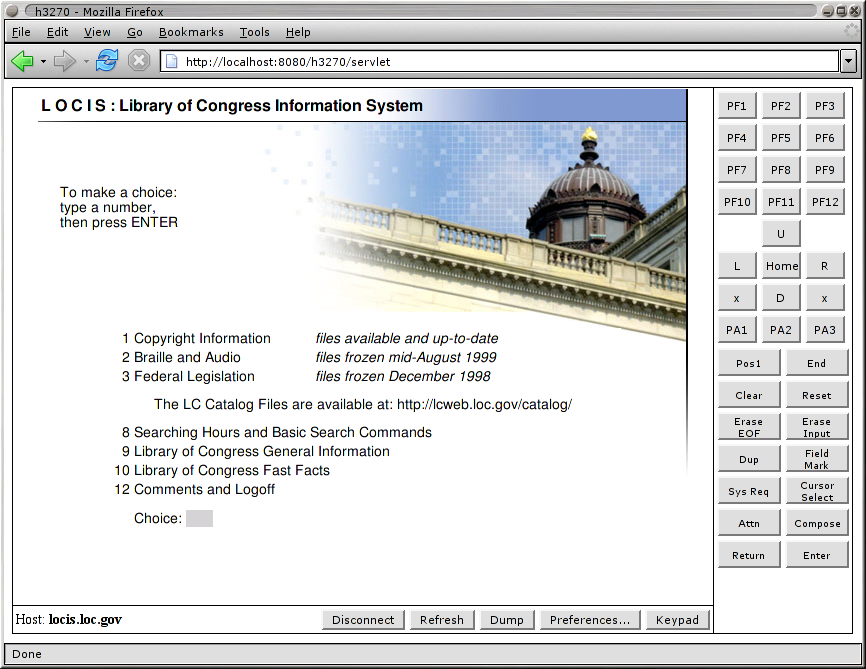 h3270 - Mozilla Firefox
File Edit View Go Bookmarks Tools Help
http://localhost:8080/h3270/servlet
L O C I S : Library of Congress Information System
To make a choice:
type a number,
then press ENTER
1 Copyright Information files available and up-to-date
2 Braille and Audio files frozen mid-August 1999
3 Federal Legislation files frozen December 1998
The LC Catalog Files are available at: http://lcweb.loc.gov/catalog/
8 Searching Hours and Basic Search Commands
9 Library of Congress General Information
10 Library of Congress Fast Facts
12 Comments and Logoff
Choice:
PF1 PF2 PF3
PF4 PF5 PF6
PF7 PF8 PF9
PF10 PF11 PF12
U
L Home R
x D x
PA1 PA2 PA3
Pos1 End
Clear Reset
Erase EOF Erase Input
Dup Field Mark
Sys Req Cursor Select
Attn Compose
Return Enter
Host: locis.loc.gov Disconnect Refresh Dump Preferences... Keypad
Done